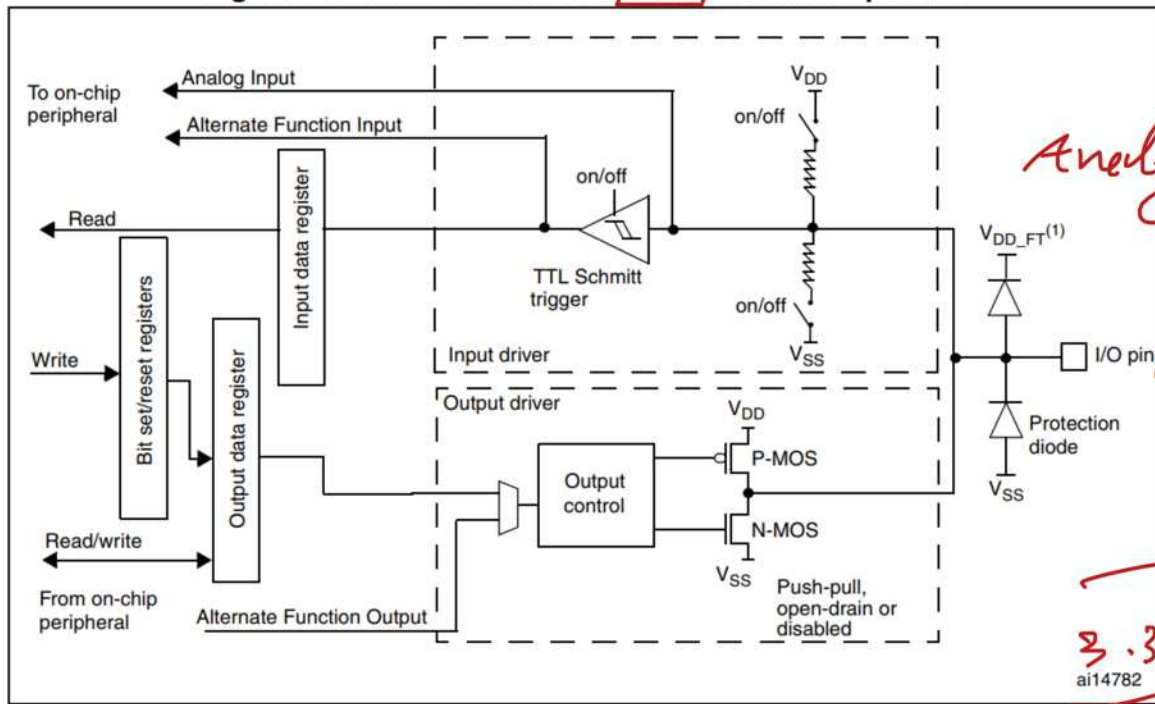 Analog Input
To on-chip
peripheral
Alternate Function Input
on/off
Read
Input data register
TTL Schmitt
trigger
VDD
on/off
on/off
VSS
Input driver
VDD_FT(1)
I/O pin
Protection
diode
VSS
Write
Bit set/reset registers
Output data register
Read/write
From on-chip
peripheral
Alternate Function Output
Output driver
Output
control
VDD
P-MOS
N-MOS
VSS
Push-pull,
open-drain or
disabled
3.3
ai14782